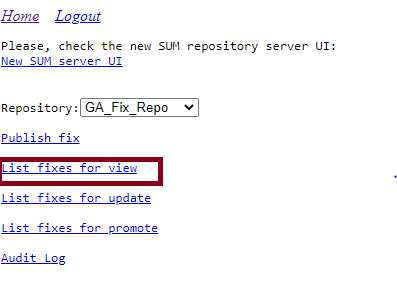 Home Logout
Please, check the new SUM repository server UI:
New SUM server UI
Repository: GA_Fix_Repo
Publish fix
List fixes for view
List fixes for update
List fixes for promote
Audit Log